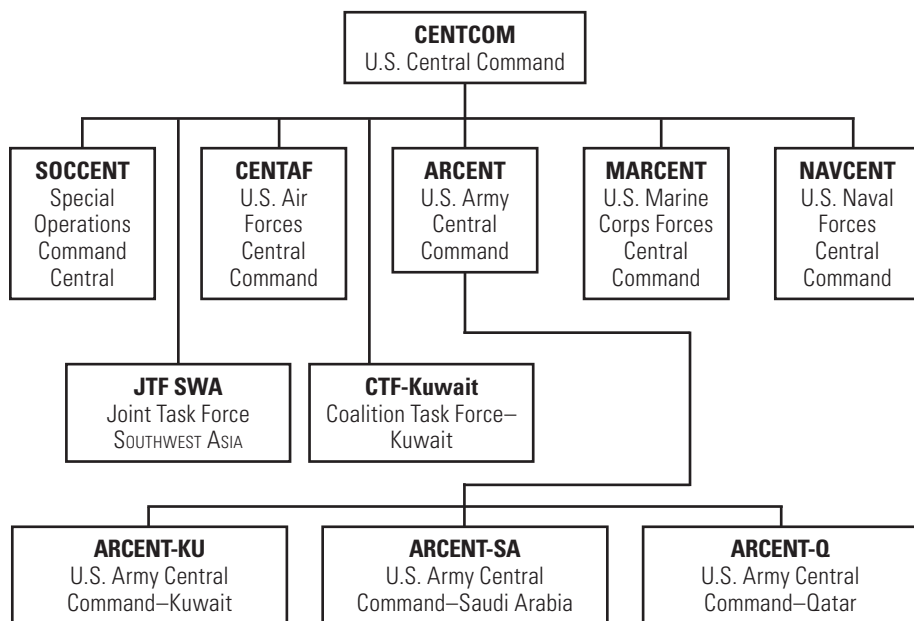 CENTCOM
U.S. Central Command
SOCCENT
Special
Operations
Command
Central
CENTAF
U.S. Air
Forces
Central
Command
ARCENT
U.S. Army
Central
Command
MARCENT
U.S. Marine
Corps Forces
Central
Command
NAVCENT
U.S. Naval
Forces
Central
Command
JTF SWA
Joint Task Force
Southwest Asia
CTF-Kuwait
Coalition Task Force–
Kuwait
ARCENT-KU
U.S. Army Central
Command–Kuwait
ARCENT-SA
U.S. Army Central
Command–Saudi Arabia
ARCENT-Q
U.S. Army Central
Command–Qatar